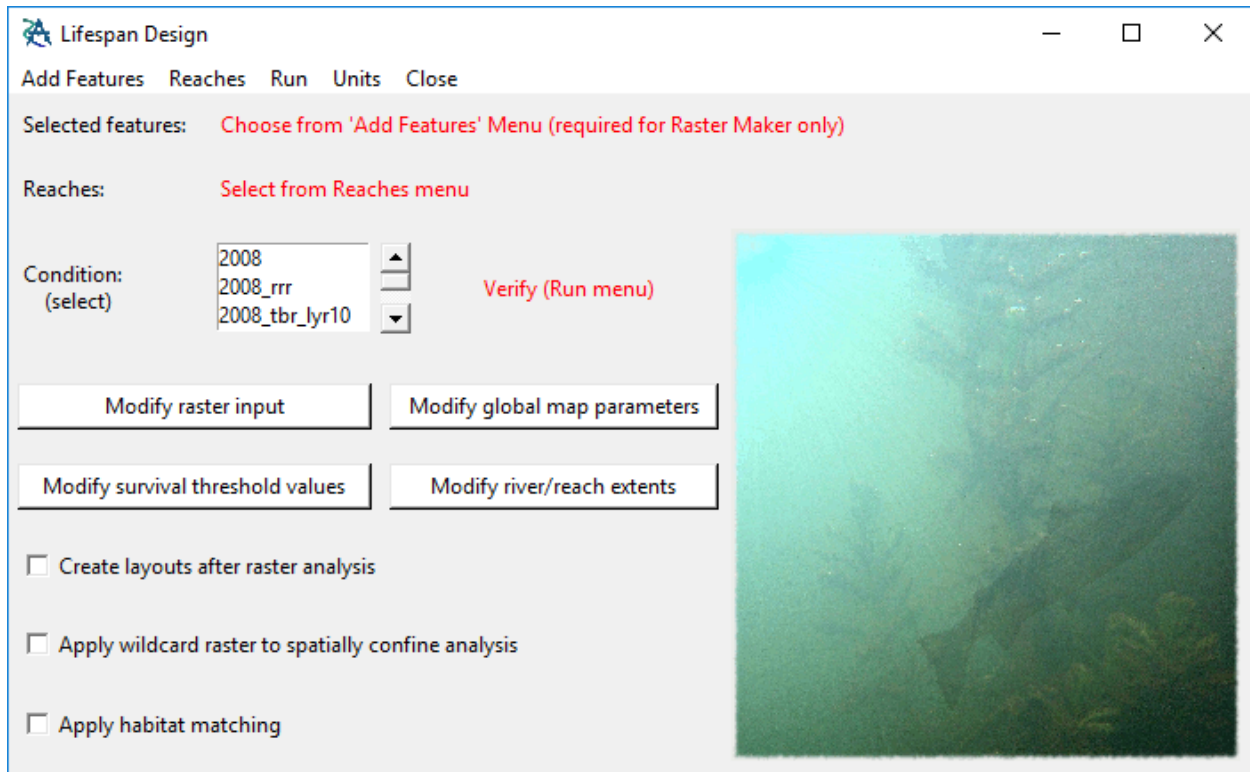 Lifespan Design
Add Features Reaches Run Units Close
Selected features: Choose from 'Add Features' Menu (required for Raster Maker only)
Reaches: Select from Reaches menu
Condition:
(select)
2008
2008_rrr
2008_tbr_lyr10
Verify (Run menu)
Modify raster input Modify global map parameters
Modify survival threshold values Modify river/reach extents
Create layouts after raster analysis
Apply wildcard raster to spatially confine analysis
Apply habitat matching